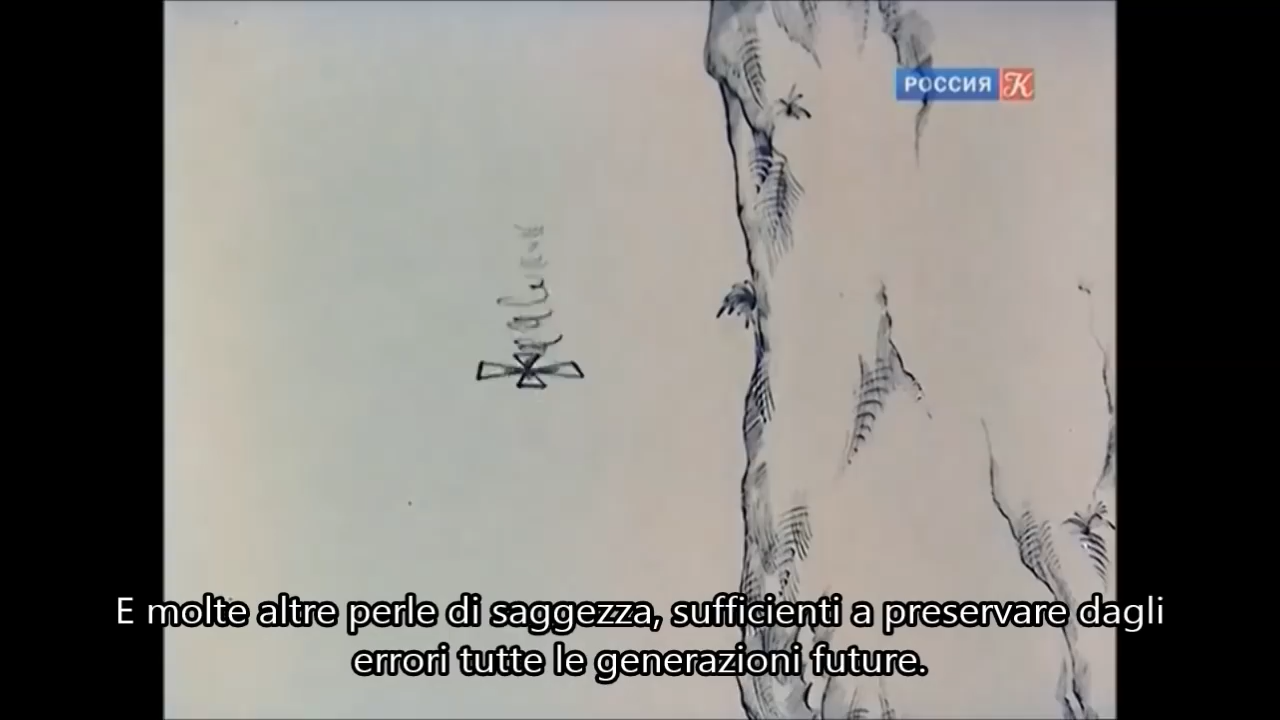 РОССИЯ К
E molte altre perle di saggezza, sufficienti a preservare dagli
errori tutte le generazioni future.